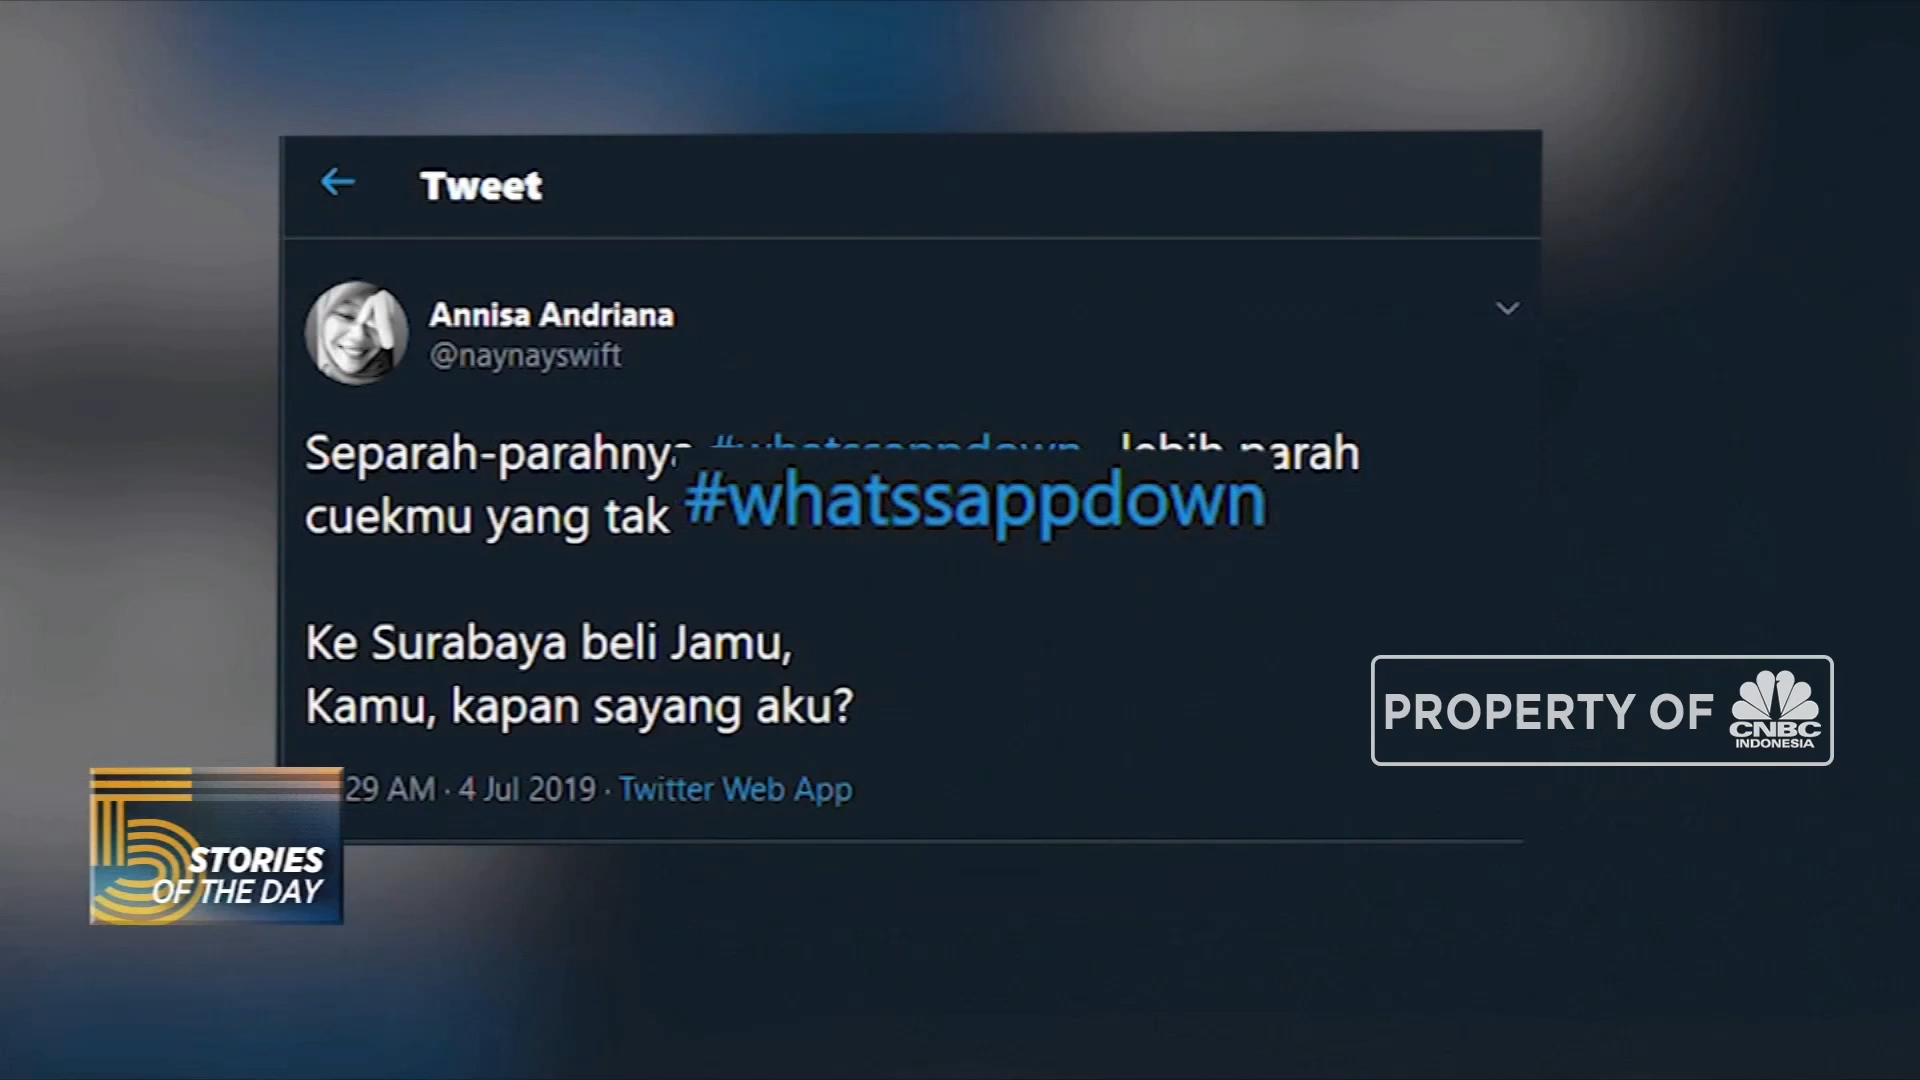 Tweet
Annisa Andriana
@naynayswift
Separah-parahnya #whatssappdown lebih parah
cuekmu yang tak #whatssappdown
Ke Surabaya beli Jamu,
Kamu, kapan sayang aku?
29 AM · 4 Jul 2019 · Twitter Web App
PROPERTY OF CNBC INDONESIA
5 STORIES
OF THE DAY